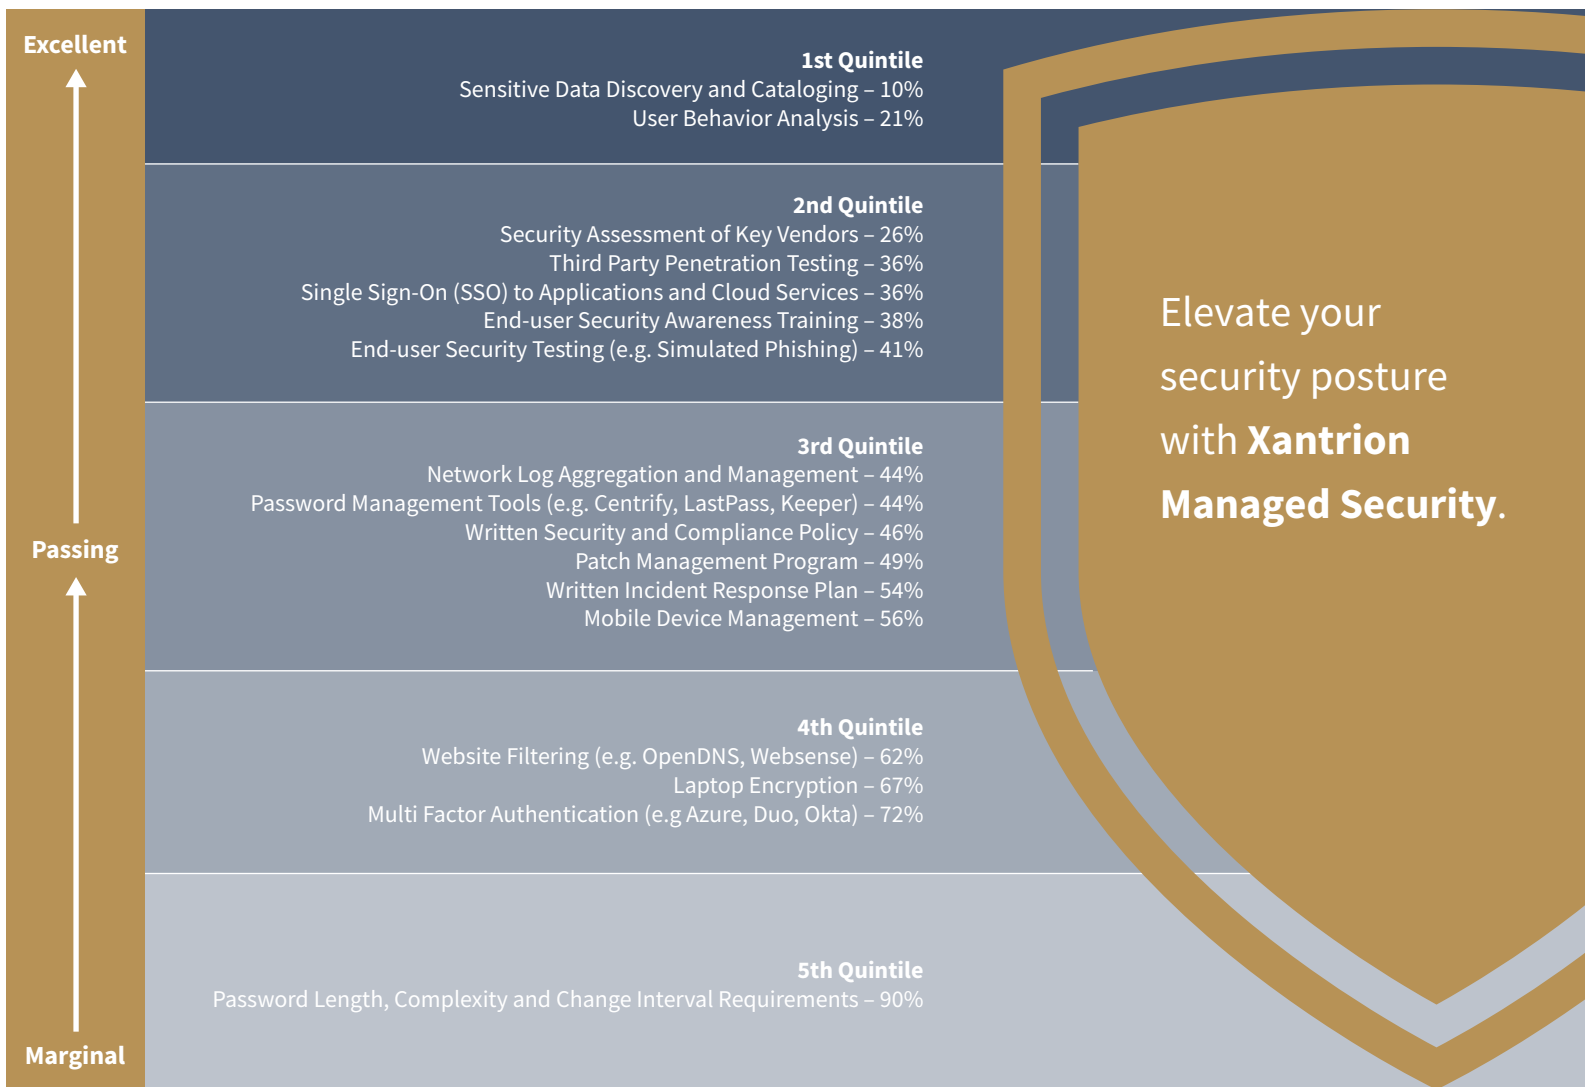 Excellent
1st Quintile
Sensitive Data Discovery and Cataloging – 10%
User Behavior Analysis – 21%
2nd Quintile
Security Assessment of Key Vendors – 26%
Third Party Penetration Testing – 36%
Single Sign-On (SSO) to Applications and Cloud Services – 36%
End-user Security Awareness Training – 38%
End-user Security Testing (e.g. Simulated Phishing) – 41%
3rd Quintile
Network Log Aggregation and Management – 44%
Password Management Tools (e.g. Centrify, LastPass, Keeper) – 44%
Written Security and Compliance Policy – 46%
Patch Management Program – 49%
Written Incident Response Plan – 54%
Mobile Device Management – 56%
Passing
4th Quintile
Website Filtering (e.g. OpenDNS, Websense) – 62%
Laptop Encryption – 67%
Multi Factor Authentication (e.g Azure, Duo, Okta) – 72%
5th Quintile
Password Length, Complexity and Change Interval Requirements – 90%
Marginal
Elevate your
security posture
with Xantrion
Managed Security.